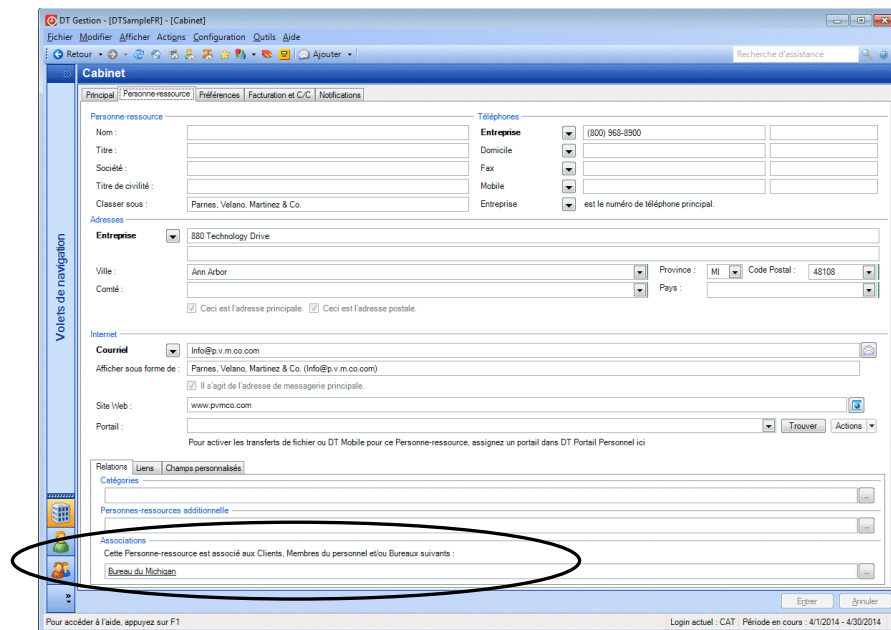 DT Gestion - [DTSampleFR] - [Cabinet]
Fichier Modifier Afficher Actions Configuration Outils Aide
Retour Ajouter Recherche d'assistance
Cabinet
Principal Personne-ressource Préférences Facturation et C/C Notifications
Personne-ressource Téléphones
Nom : Entreprise (800) 968-8900
Titre : Domicile
Société : Fax
Titre de civilité : Mobile
Classer sous : Parnes, Velano, Martinez & Co. Entreprise est le numéro de téléphone principal.
Adresses
Entreprise 880 Technology Drive
Ville : Ann Arbor Province : MI Code Postal : 48108
Comté : Pays :
Ceci est l'adresse principale. Ceci est l'adresse postale.
Volets de navigation
Internet
Courriel Info@p.v.m.co.com
Afficher sous forme de : Parnes, Velano, Martinez & Co. (Info@p.v.m.co.com)
Il s'agit de l'adresse de messagerie principale.
Site Web : www.pvmco.com
Portail : Trouver Actions
Pour activer les transferts de fichier ou DT Mobile pour ce Personne-ressource, assignez un portail dans DT Portail Personnel ici
Relations Liens Champs personnalisés
Catégories
...
Personnes-ressources additionnelle
...
Associations
Cette Personne-ressource est associé aux Clients, Membres du personnel et/ou Bureaux suivants :
Bureau du Michigan ...
Entrer Annuler
Pour accéder à l'aide, appuyez sur F1 Login actuel : CAT Période en cours : 4/1/2014 - 4/30/2014